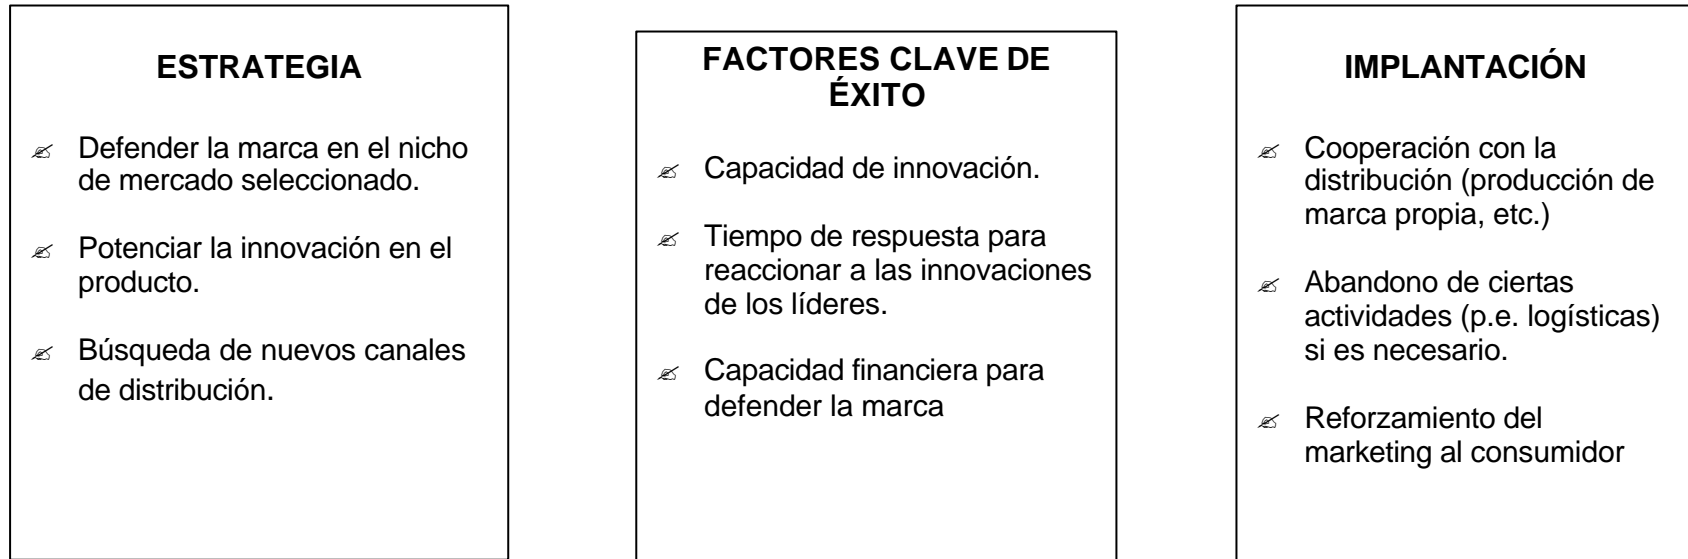 ESTRATEGIA
Defender la marca en el nicho
de mercado seleccionado.
Potenciar la innovación en el
producto.
Búsqueda de nuevos canales
de distribución.
FACTORES CLAVE DE
ÉXITO
Capacidad de innovación.
Tiempo de respuesta para
reaccionar a las innovaciones
de los líderes.
Capacidad financiera para
defender la marca
IMPLANTACIÓN
Cooperación con la
distribución (producción de
marca propia, etc.)
Abandono de ciertas
actividades (p.e. logísticas)
si es necesario.
Reforzamiento del
marketing al consumidor